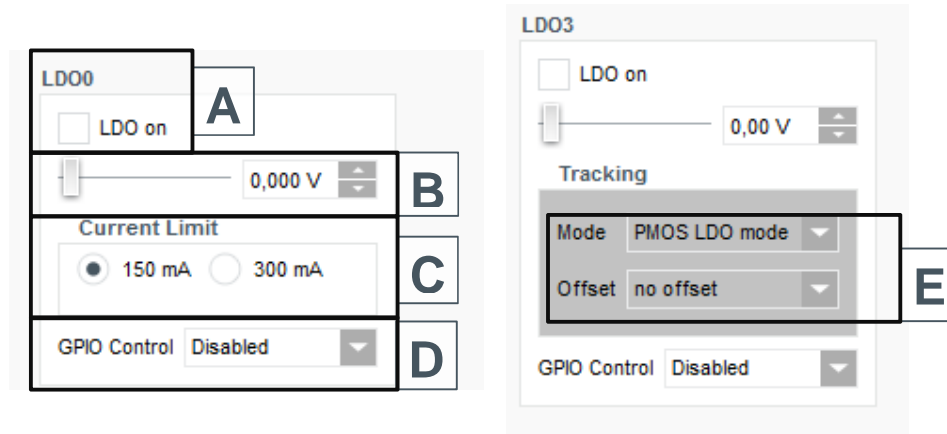 LDO0
A
LDO on
0,000 V
B
Current Limit
150 mA
300 mA
C
GPIO Control
Disabled
D
LDO3
LDO on
0,00 V
Tracking
Mode
PMOS LDO mode
Offset
no offset
E
GPIO Control
Disabled